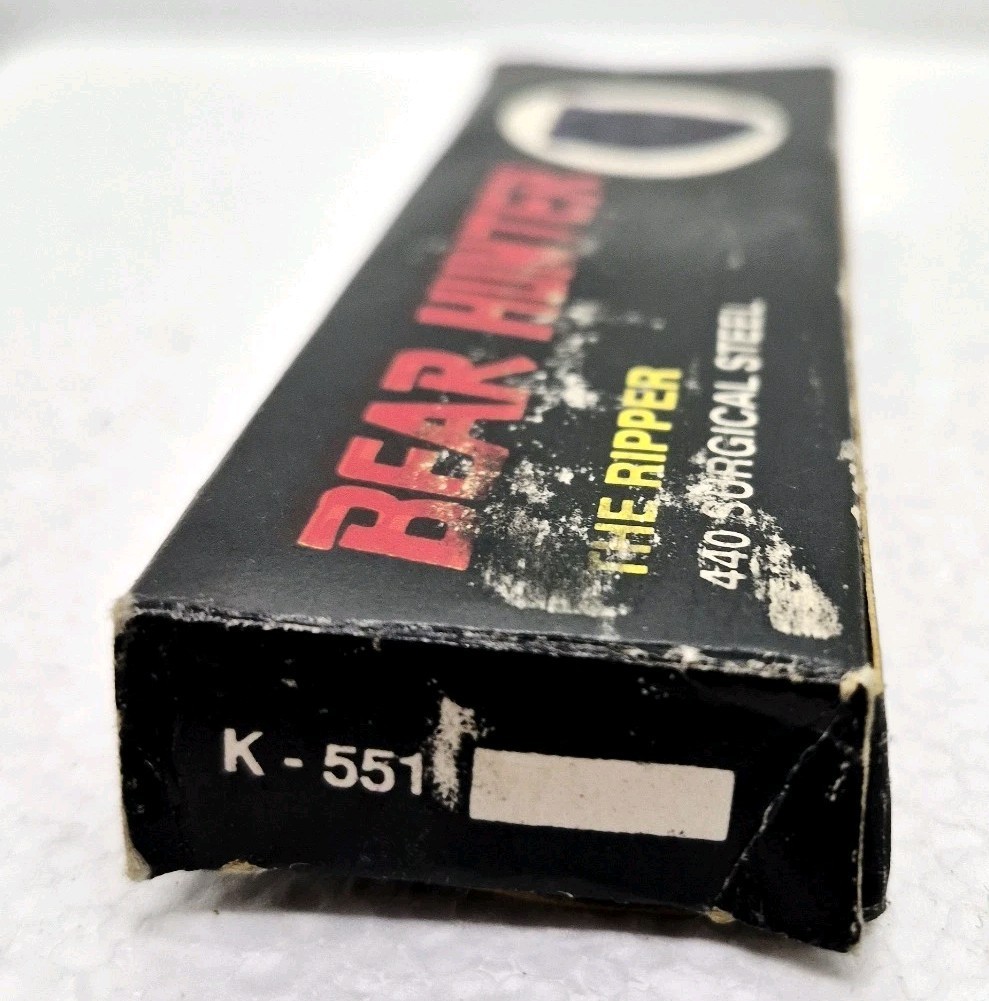 BEAR HUNTER
THE RIPPER
440 SURGICAL STEEL
K - 551